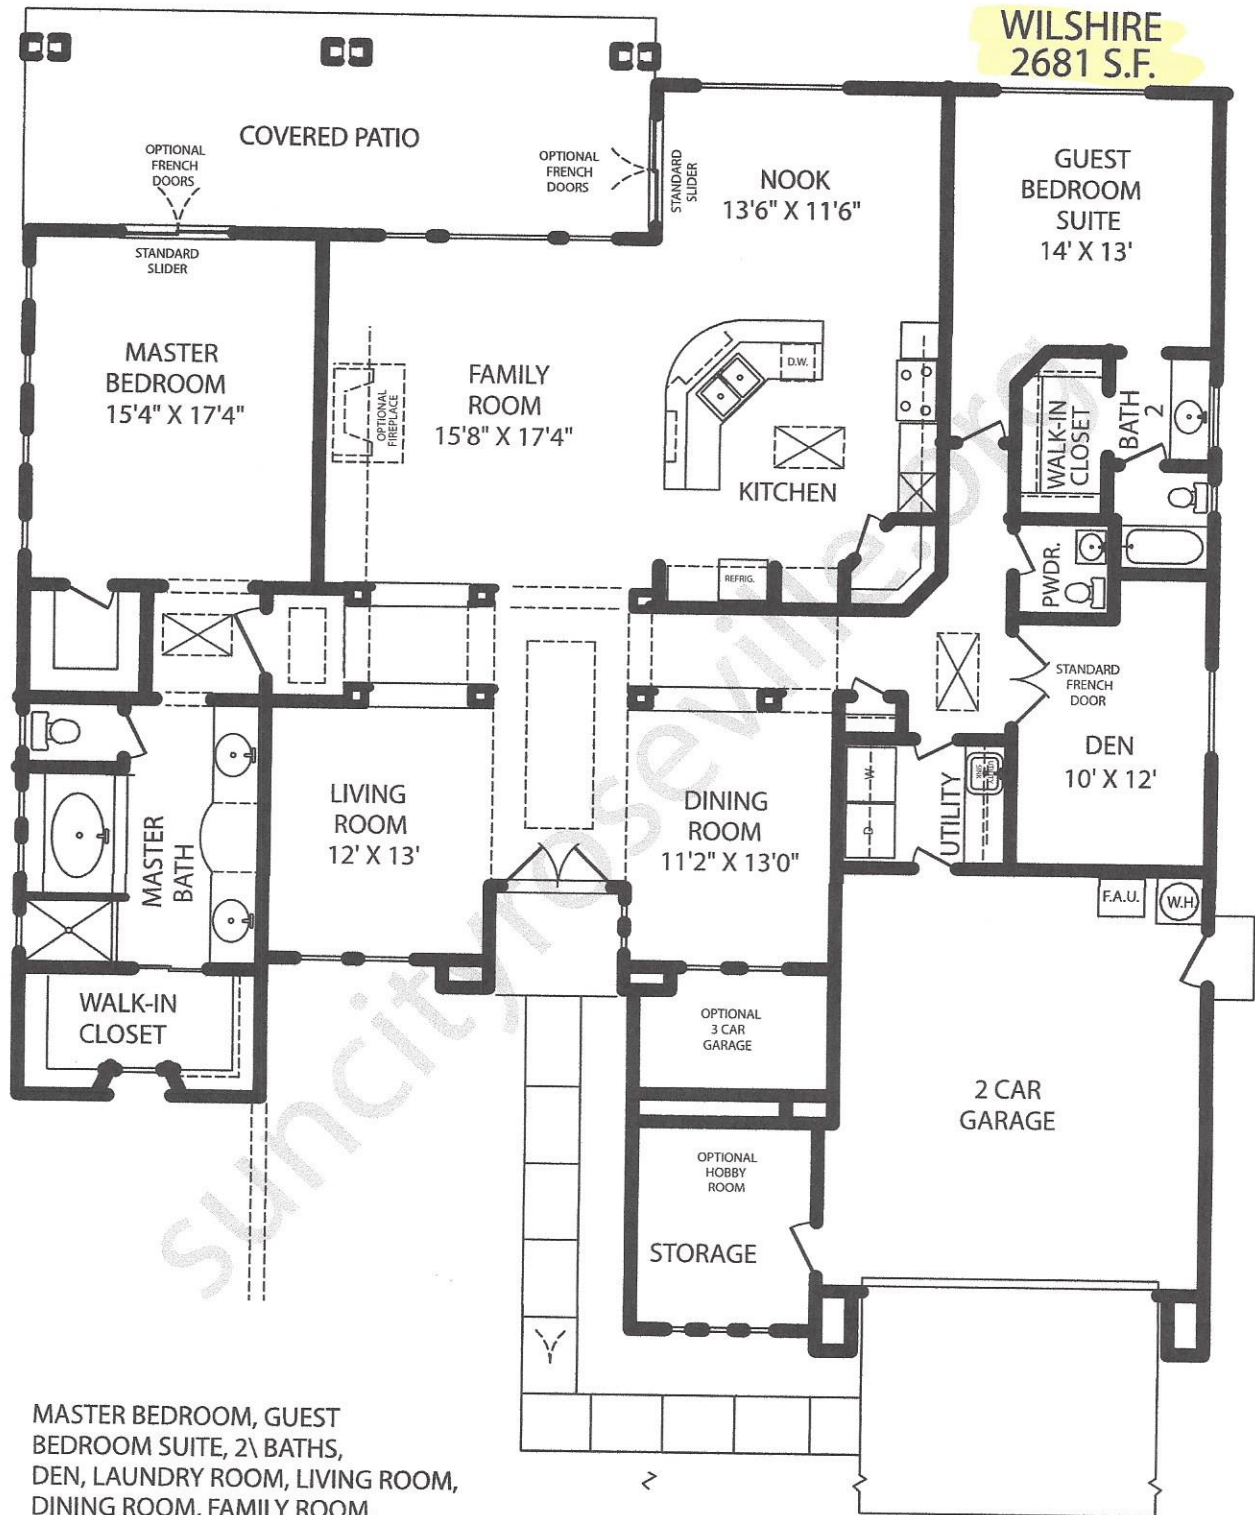 WILSHIRE
2681 S.F.
COVERED PATIO
OPTIONAL
FRENCH
DOORS
OPTIONAL
FRENCH
DOORS
STANDARD
SLIDER
NOOK
13'6" X 11'6"
GUEST
BEDROOM
SUITE
14' X 13'
STANDARD
SLIDER
MASTER
BEDROOM
15'4" X 17'4"
OPTIONAL
FIREPLACE
FAMILY
ROOM
15'8" X 17'4"
D.W.
KITCHEN
WALK-IN
CLOSET
BATH
2
REFRIG.
PWDR.
STANDARD
FRENCH
DOOR
DEN
10' X 12'
LIVING
ROOM
12' X 13'
DINING
ROOM
11'2" X 13'0"
W
D
UTILITY
UTILITY
SINK
MASTER
BATH
F.A.U.
W.H.
WALK-IN
CLOSET
OPTIONAL
3 CAR
GARAGE
2 CAR
GARAGE
OPTIONAL
HOBBY
ROOM
STORAGE
MASTER BEDROOM, GUEST
BEDROOM SUITE, 2\ BATHS,
DEN, LAUNDRY ROOM, LIVING ROOM,
DINING ROOM, FAMILY ROOM
suncityroseville.org